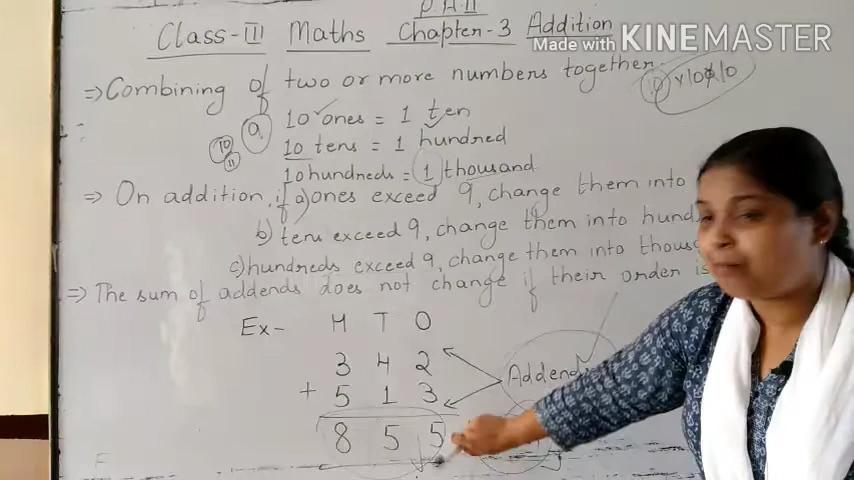 P.A.II
Class-III Maths Chapter-3 Addition
Made with KINEMASTER
⇒ Combining of two or more numbers together.
10 ones = 1 ten
10 tens = 1 hundred
10 hundreds = 1 thousand
⇒ On addition, if a) ones exceed 9, change them into
b) tens exceed 9, change them into hund
c) hundreds exceed 9, change them into thous
⇒ The sum of addends does not change if their order is
Ex- H T O
3 4 2
+ 5 1 3
Addend
8 5 5